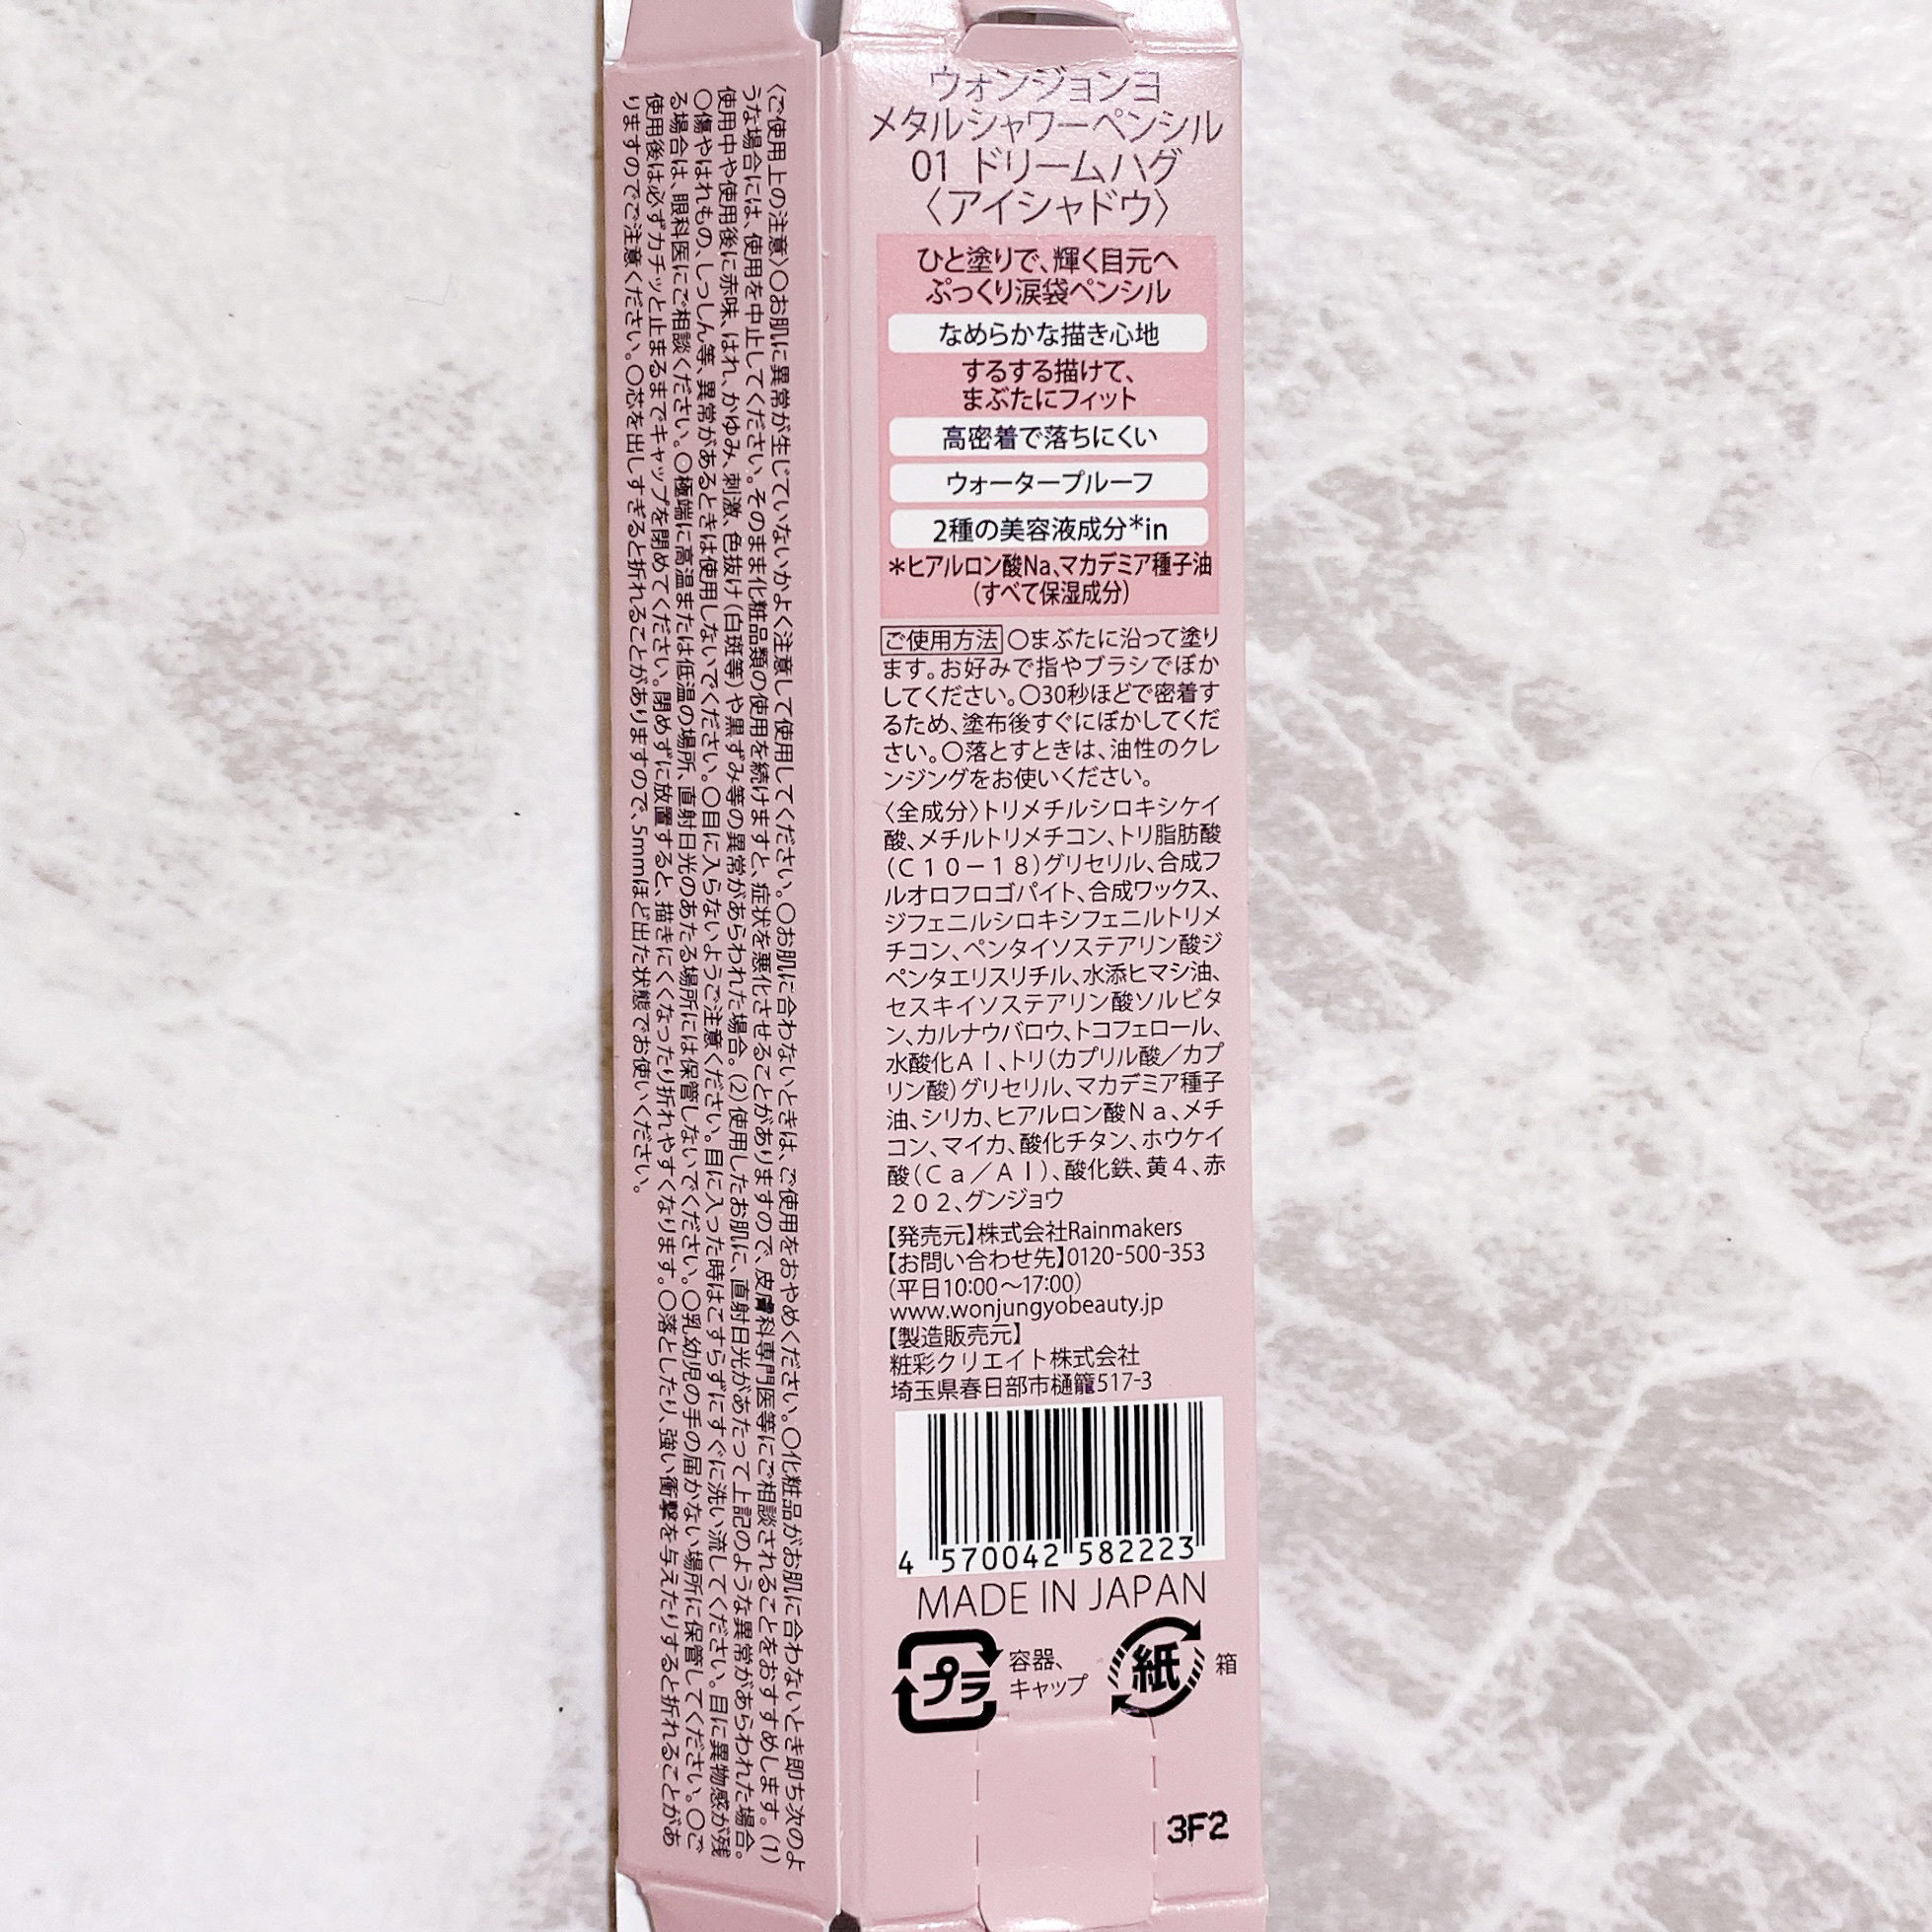 ウォンジョンヨ
メタルシャワーペンシル
01 ドリームハグ
〈アイシャドウ〉
ひと塗りで、輝く目元へ
ぷっくり涙袋ペンシル
なめらかな描き心地
するする描けて、
まぶたにフィット
高密着で落ちにくい
ウォータープルーフ
2種の美容液成分*in
*ヒアルロン酸Na、マカデミア種子油
(すべて保湿成分)
ご使用方法 〇まぶたに沿って塗り
ます。お好みで指やブラシでぼか
してください。〇30秒ほどで密着す
るため、塗布後すぐにぼかしてくだ
さい。〇落とすときは、油性のクレ
ンジングをお使いください。
〈全成分〉トリメチルシロキシケイ
酸、メチルトリメチコン、トリ脂肪酸
(C10-18)グリセリル、合成フ
ルオロフロゴパイト、合成ワックス、
ジフェニルシロキシフェニルトリメ
チコン、ペンタイソステアリン酸ジ
ペンタエリスリチル、水添ヒマシ油、
セスキイソステアリン酸ソルビタ
ン、カルナウバロウ、トコフェロール、
水酸化Al、トリ(カプリル酸/カプ
リン酸)グリセリル、マカデミア種子
油、シリカ、ヒアルロン酸Na、メチ
コン、マイカ、酸化チタン、ホウケイ
酸(Ca/Al)、酸化鉄、黄4、赤
202、グンジョウ
【発売元】株式会社Rainmakers
【お問い合わせ先】0120-500-353
(平日10:00〜17:00)
www.wonjungyobeauty.jp
【製造販売元】
粧彩クリエイト株式会社
埼玉県春日部市樋籠517-3
4 570042 582223
MADE IN JAPAN
プラ 容器、
キャップ
紙 箱
3F2
〈ご使用上の注意〉〇お肌に異常が生じていないかよく注意して使用してください。〇お肌に合わないときは、ご使用をおやめください。〇化粧品がお肌に合わないとき即ち次のよ
うな場合には、使用を中止してください。そのまま化粧品類の使用を続けますと、症状を悪化させることがありますので、皮膚科専門医等にご相談されることをおすすめします。(1)
使用中や使用後に赤味、はれ、かゆみ、刺激、色抜け(白斑等)や黒ずみ等の異常があらわれた場合。(2)使用したお肌に、直射日光があたって上記のような異常があらわれた場合。
〇傷やはれもの、しっしん等、異常があるときは使用しないでください。〇目に入らないようご注意ください。目に入った時はこすらずにすぐに洗い流してください。目に異物感が残
る場合は、眼科医にご相談ください。〇極端に高温または低温の場所、直射日光のあたる場所には保管しないでください。〇乳幼児の手の届かない場所に保管してください。〇ご
使用後は必ずカチッと止まるまでキャップを閉めてください。閉めずに放置すると、描きにくくなったり折れやすくなります。〇落としたり、強い衝撃を与えたりすると折れることがあ
りますのでご注意ください。〇芯を出しすぎると折れることがありますので、5mmほど出た状態でお使いください。